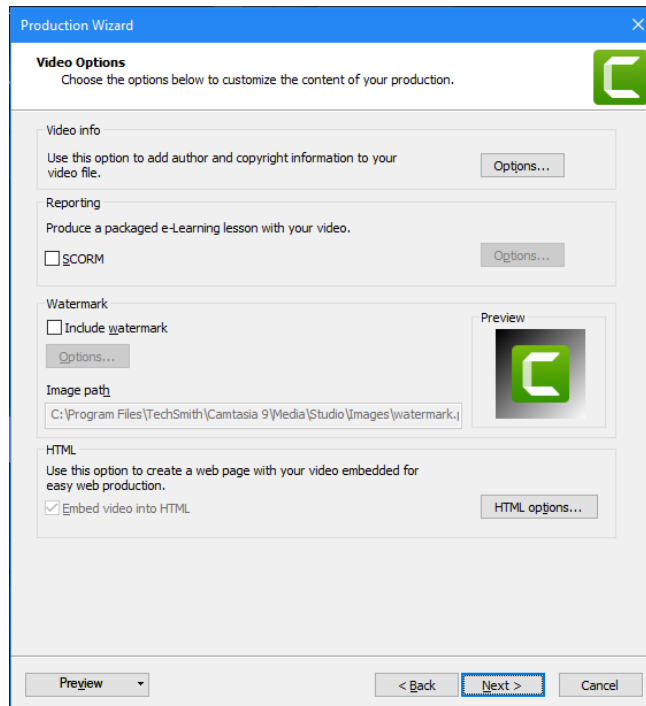 Production Wizard
Video Options
Choose the options below to customize the content of your production.
Video info
Use this option to add author and copyright information to your
video file.
Options...
Reporting
Produce a packaged e-Learning lesson with your video.
SCORM
Options...
Watermark
Include watermark
Preview
Options...
Image path
C:\Program Files\TechSmith\Camtasia 9\Media\Studio\Images\watermark.p
HTML
Use this option to create a web page with your video embedded for
easy web production.
Embed video into HTML
HTML options...
Preview
< Back
Next >
Cancel